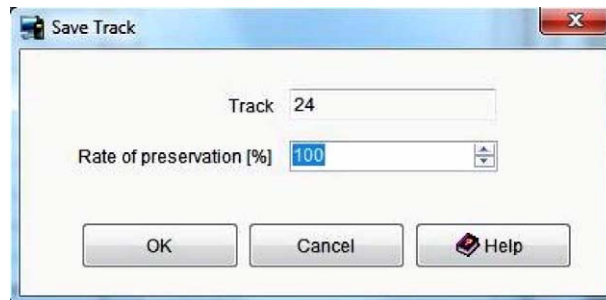 Save Track
Track 24
Rate of preservation [%] 100
OK Cancel Help